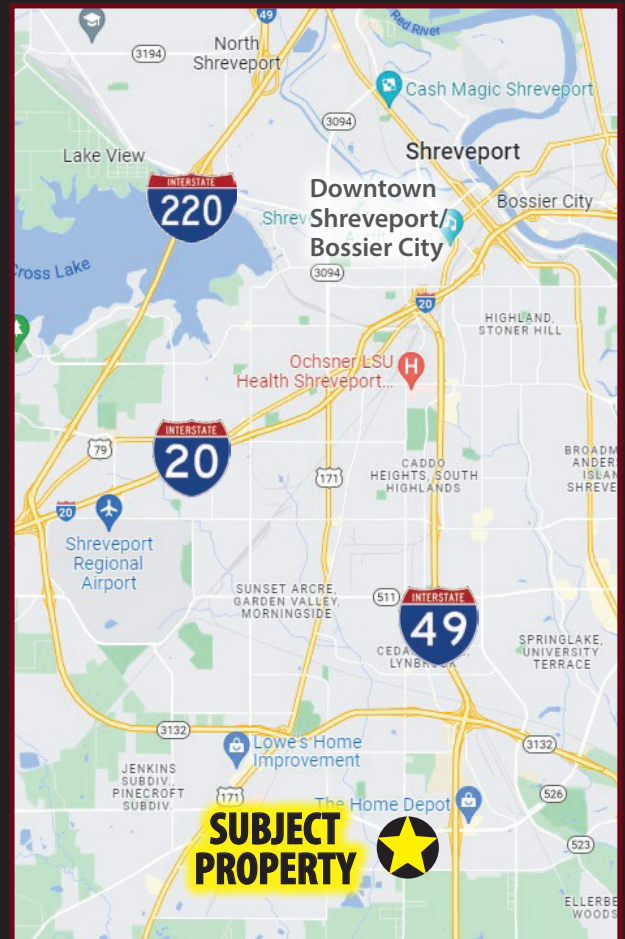 Red River
49
3194
North
Shreveport
Cash Magic Shreveport
3094
Lake View
Shreveport
INTERSTATE
220
Downtown
Shreveport/
Bossier City
Shrev
Bossier City
Cross Lake
3094
20
HIGHLAND,
STONER HILL
Ochsner LSU
Health Shreveport...
H
79
INTERSTATE
20
171
CADDO
HEIGHTS, SOUTH
HIGHLANDS
BROADM
ANDER
ISLAN
SHREVE
20
Shreveport
Regional
Airport
SUNSET ARCRE,
GARDEN VALLEY,
MORNINGSIDE
511
INTERSTATE
49
CEDA
LYNBROOK
SPRINGLAKE,
UNIVERSITY
TERRACE
3132
Lowe's Home
Improvement
3132
JENKINS
SUBDIV.,
PINECROFT
SUBDIV.
171
The Home Depot
526
SUBJECT
PROPERTY
523
ELLERBE
WOODS